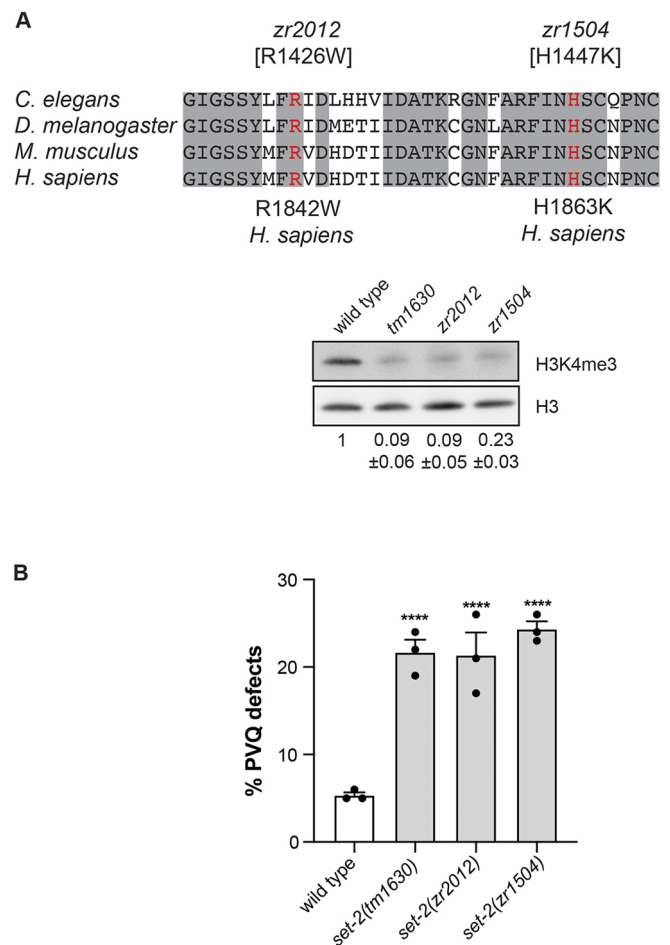 A
zr2012 zr1504
[R1426W] [H1447K]
C. elegans GIGSSYLFRIDLHHVIDATKRGNFARFINHSCQPNC
D. melanogaster GIGSSYLFRIDMETIIDATKCGNLARFINHSCNPNC
M. musculus GIGSSYMFRVDHDTIIDATKCGNFARFINHSCNPNC
H. sapiens GIGSSYMFRVDHDTIIDATKCGNFARFINHSCNPNC
R1842W H1863K
H. sapiens H. sapiens
wild type tm1630 zr2012 zr1504
H3K4me3
H3
1 0.09 0.09 0.23
±0.06 ±0.05 ±0.03
B
% PVQ defects
30
20
10
0
**** **** ****
wild type set-2(tm1630) set-2(zr2012) set-2(zr1504)